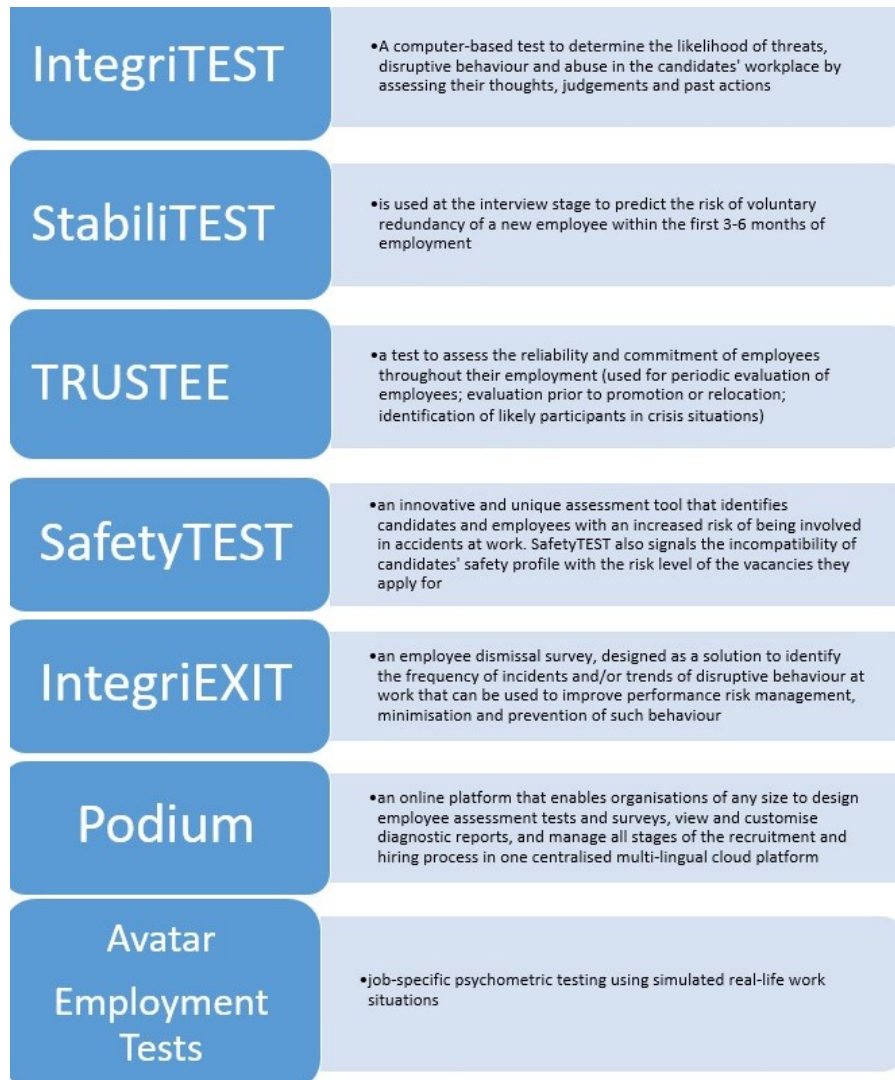 IntegriTEST
•A computer-based test to determine the likelihood of threats,
disruptive behaviour and abuse in the candidates' workplace by
assessing their thoughts, judgements and past actions
StabiliTEST
•is used at the interview stage to predict the risk of voluntary
redundancy of a new employee within the first 3-6 months of
employment
TRUSTEE
•a test to assess the reliability and commitment of employees
throughout their employment (used for periodic evaluation of
employees; evaluation prior to promotion or relocation;
identification of likely participants in crisis situations)
SafetyTEST
•an innovative and unique assessment tool that identifies
candidates and employees with an increased risk of being involved
in accidents at work. SafetyTEST also signals the incompatibility of
candidates' safety profile with the risk level of the vacancies they
apply for
IntegriEXIT
•an employee dismissal survey, designed as a solution to identify
the frequency of incidents and/or trends of disruptive behaviour at
work that can be used to improve performance risk management,
minimisation and prevention of such behaviour
Podium
•an online platform that enables organisations of any size to design
employee assessment tests and surveys, view and customise
diagnostic reports, and manage all stages of the recruitment and
hiring process in one centralised multi-lingual cloud platform
Avatar
Employment
Tests
•job-specific psychometric testing using simulated real-life work
situations